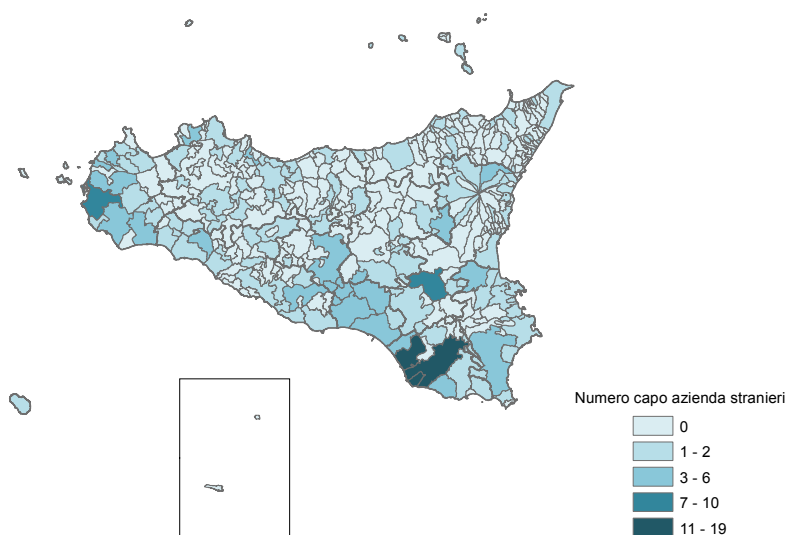 Numero capo azienda stranieri
0
1 - 2
3 - 6
7 - 10
11 - 19